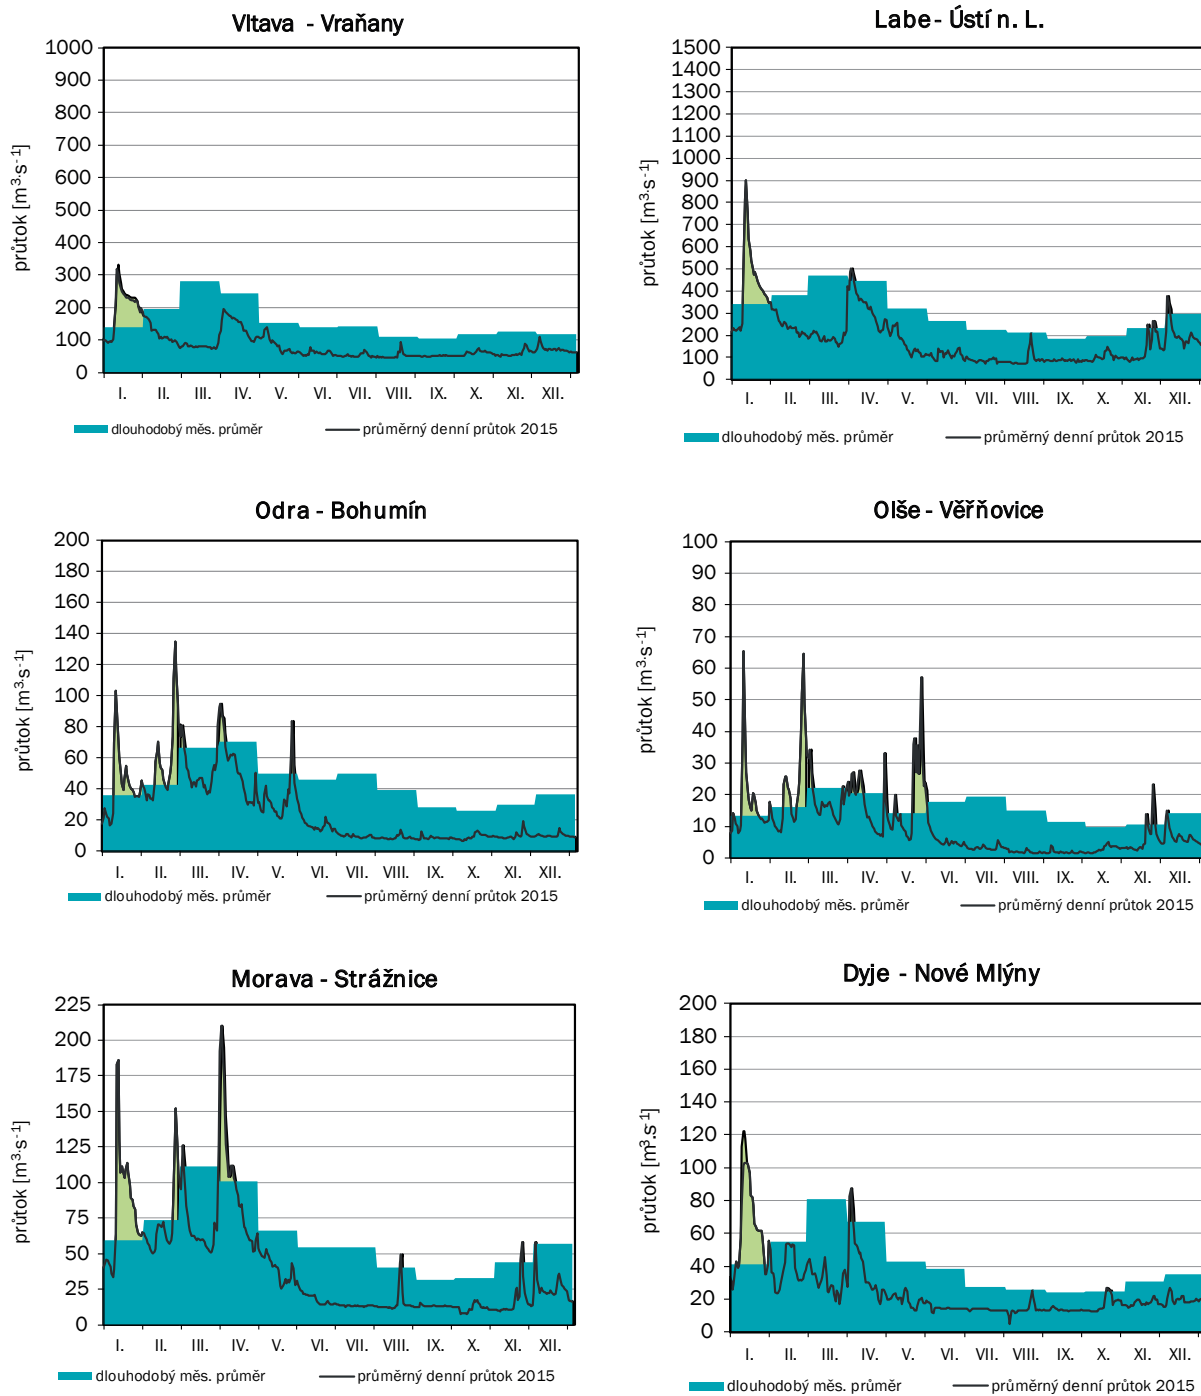 Vltava - Vraňany
1000
900
800
700
600
500
400
300
200
100
0
průtok [m³·s⁻¹]
I. II. III. IV. V. VI. VII. VIII. IX. X. XI. XII.
dlouhodobý měs. průměr průměrný denní průtok 2015
Labe - Ústí n. L.
1500
1400
1300
1200
1100
1000
900
800
700
600
500
400
300
200
100
0
průtok [m³·s⁻¹]
I. II. III. IV. V. VI. VII. VIII. IX. X. XI. XII.
dlouhodobý měs. průměr průměrný denní průtok 2015
Odra - Bohumín
200
180
160
140
120
100
80
60
40
20
0
průtok [m³·s⁻¹]
I. II. III. IV. V. VI. VII. VIII. IX. X. XI. XII.
dlouhodobý měs. průměr průměrný denní průtok 2015
Olše - Věřňovice
100
90
80
70
60
50
40
30
20
10
0
průtok [m³·s⁻¹]
I. II. III. IV. V. VI. VII. VIII. IX. X. XI. XII.
dlouhodobý měs. průměr průměrný denní průtok 2015
Morava - Strážnice
225
200
175
150
125
100
75
50
25
0
průtok [m³·s⁻¹]
I. II. III. IV. V. VI. VII. VIII. IX. X. XI. XII.
dlouhodobý měs. průměr průměrný denní průtok 2015
Dyje - Nové Mlýny
200
180
160
140
120
100
80
60
40
20
0
průtok [m³.s⁻¹]
I. II. III. IV. V. VI. VII. VIII. IX. X. XI. XII.
dlouhodobý měs. průměr průměrný denní průtok 2015